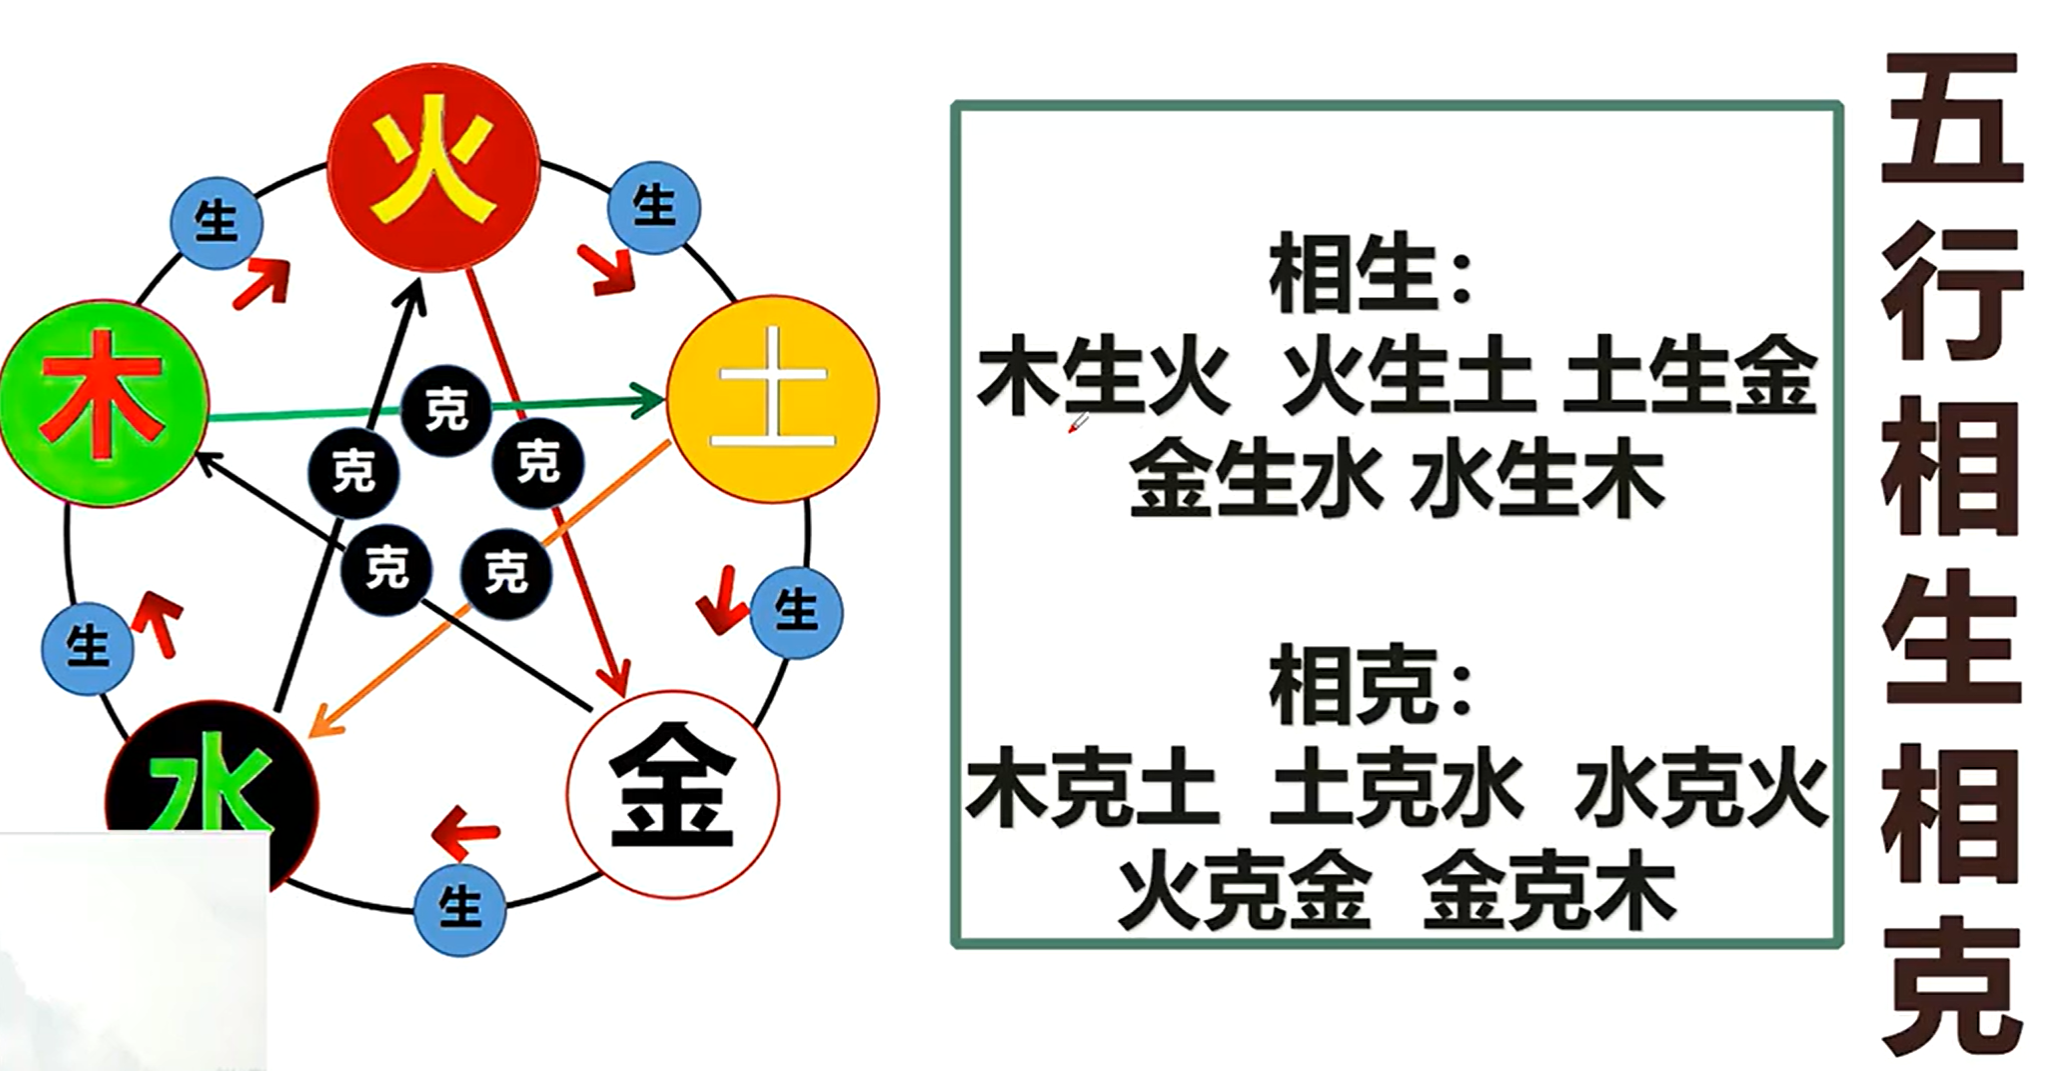 火
生
生
木
土
克
克
克
克
克
生
生
水
金
生
相生：
木生火 火生土 土生金
金生水 水生木
相克：
木克土 土克水 水克火
火克金 金克木
五行相生相克